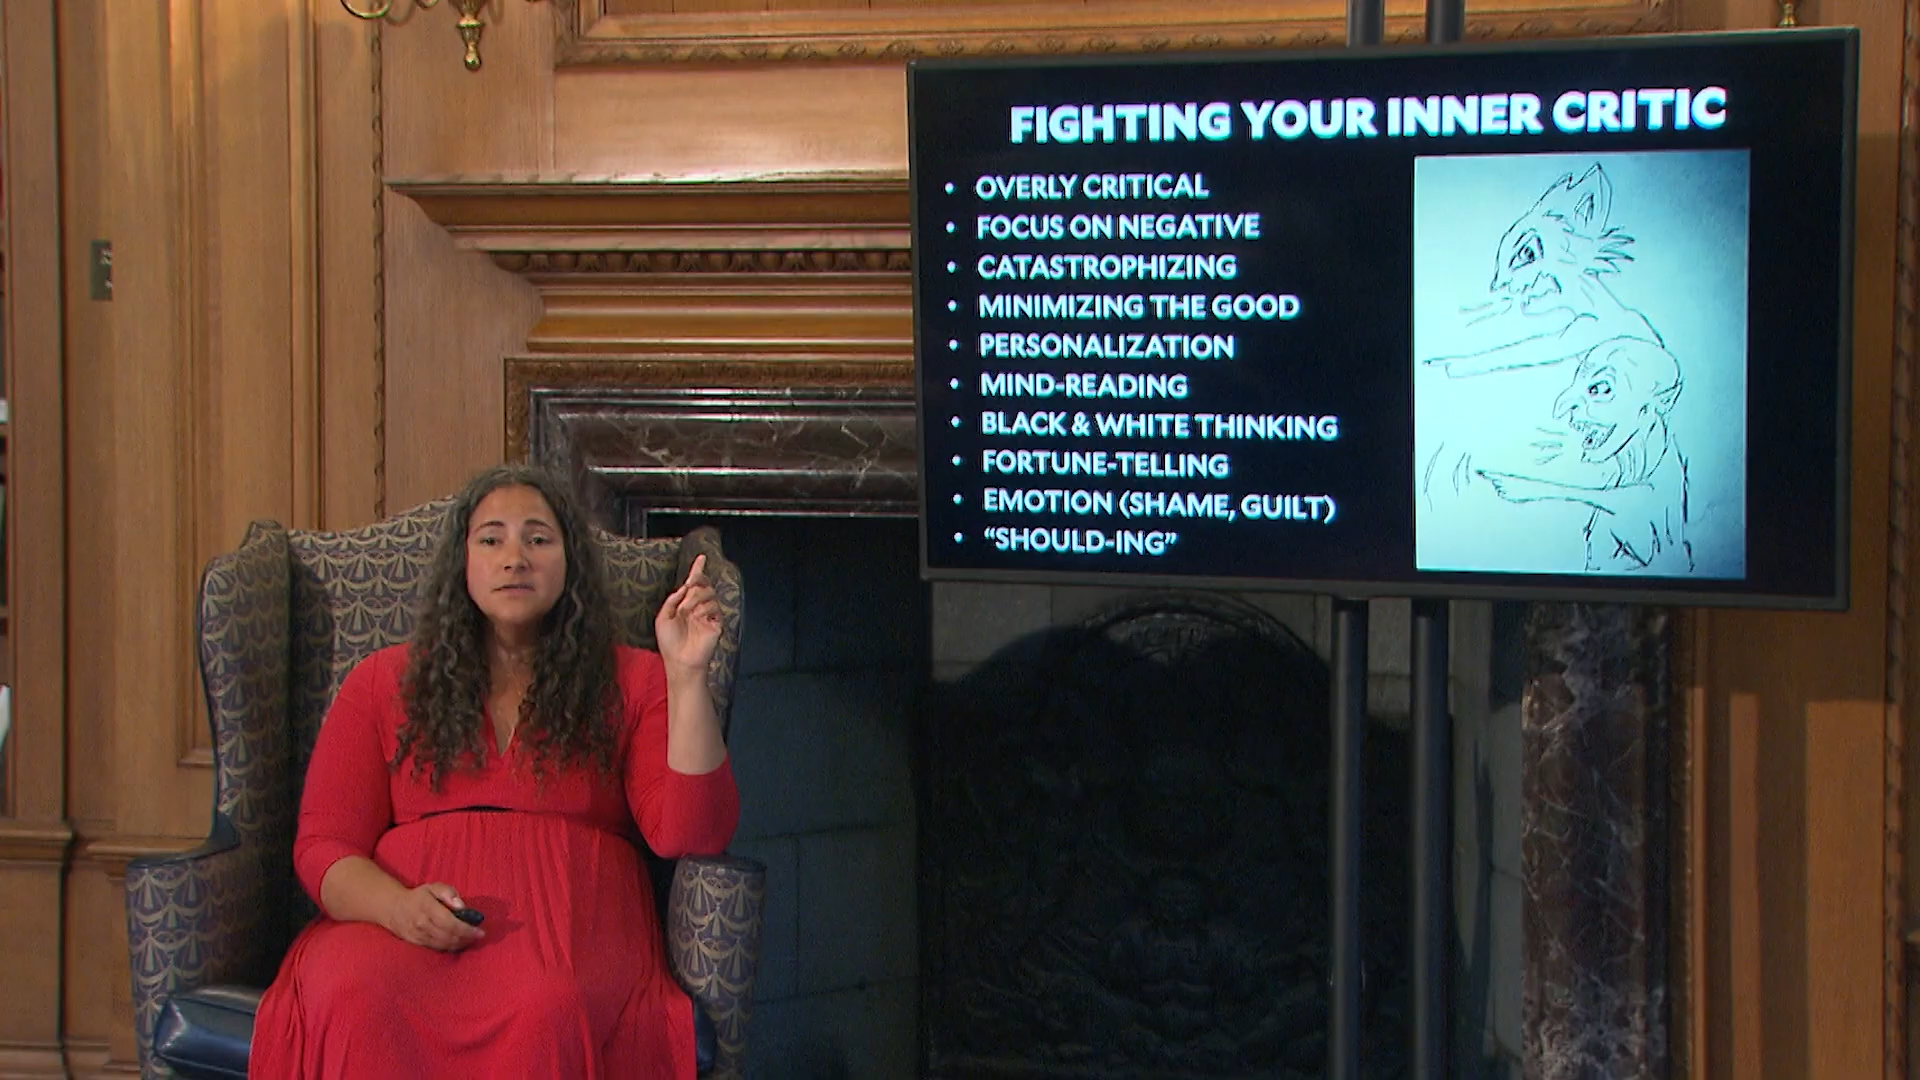 FIGHTING YOUR INNER CRITIC
• OVERLY CRITICAL
• FOCUS ON NEGATIVE
• CATASTROPHIZING
• MINIMIZING THE GOOD
• PERSONALIZATION
• MIND-READING
• BLACK & WHITE THINKING
• FORTUNE-TELLING
• EMOTION (SHAME, GUILT)
• “SHOULD-ING”